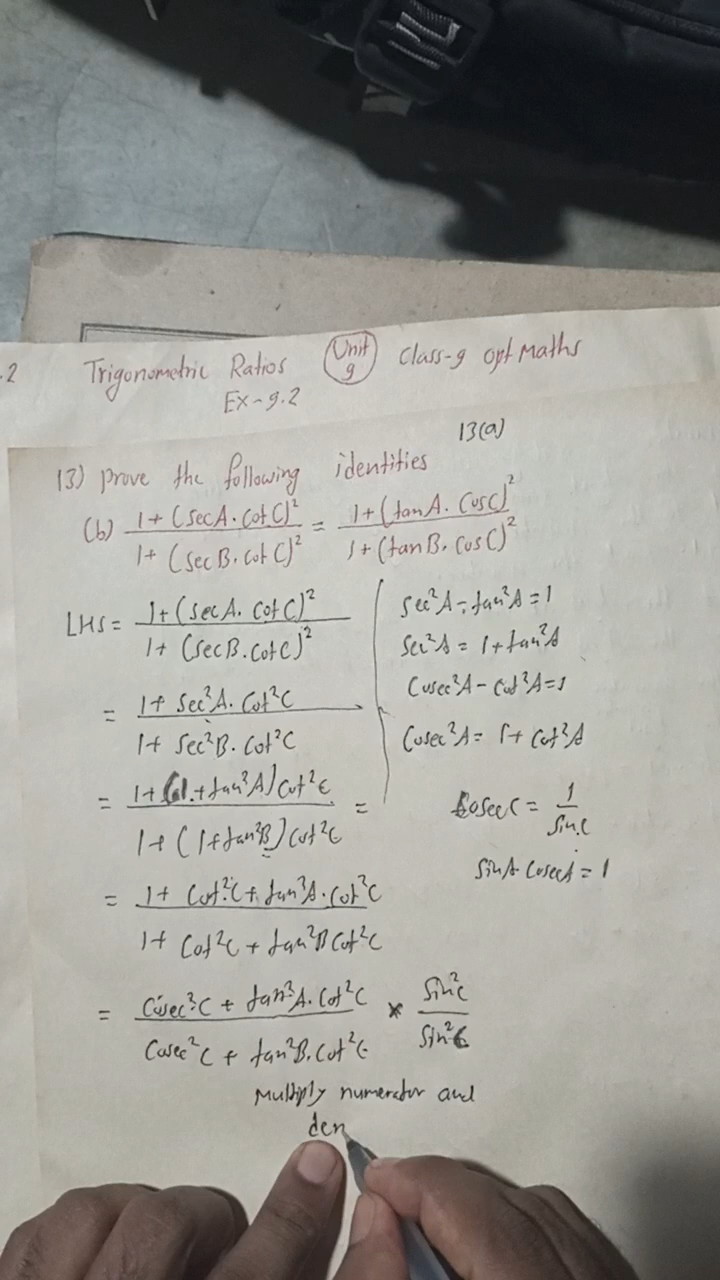 .2 Trigonometric Ratios Unit 9 Class-9 Opt Maths
Ex-9.2
13(a)
13) prove the following identities
(b) 1+(secA.cotC)²/1+(secB.cotC)² = 1+(tanA.CosC)²/1+(tanB.cosC)²
LHS = 1+(secA.cotC)²/1+(secB.cotC)²
= 1+sec²A.cot²C/1+sec²B.cot²C
= 1+(1+tan²A)cot²C/1+(1+tan²B)cot²C =
= 1+cot²C+tan²A.cot²C/1+cot²C+tan²Bcot²C
= Cosec²C+tan²A.cot²C/Cosec²C+tan²B.cot²C × Sin²C/Sin²C
Multiply numerator and
den
sec²A-tan²A=1
Sec²A=1+tan²A
Cosec²A-cot²A=1
Cosec²A=1+cot²A
CosecC=1/SinC
SinA.CosecA=1